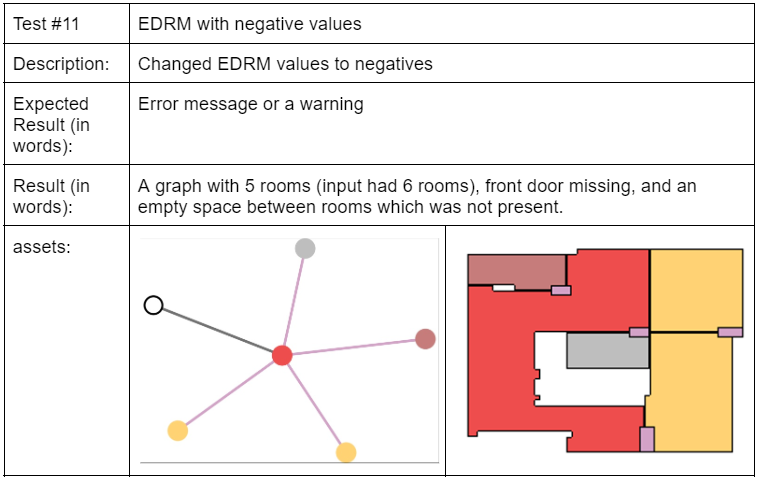 Test #11
EDRM with negative values
Description:
Changed EDRM values to negatives
Expected
Result (in
words):
Error message or a warning
Result (in
words):
A graph with 5 rooms (input had 6 rooms), front door missing, and an
empty space between rooms which was not present.
assets: